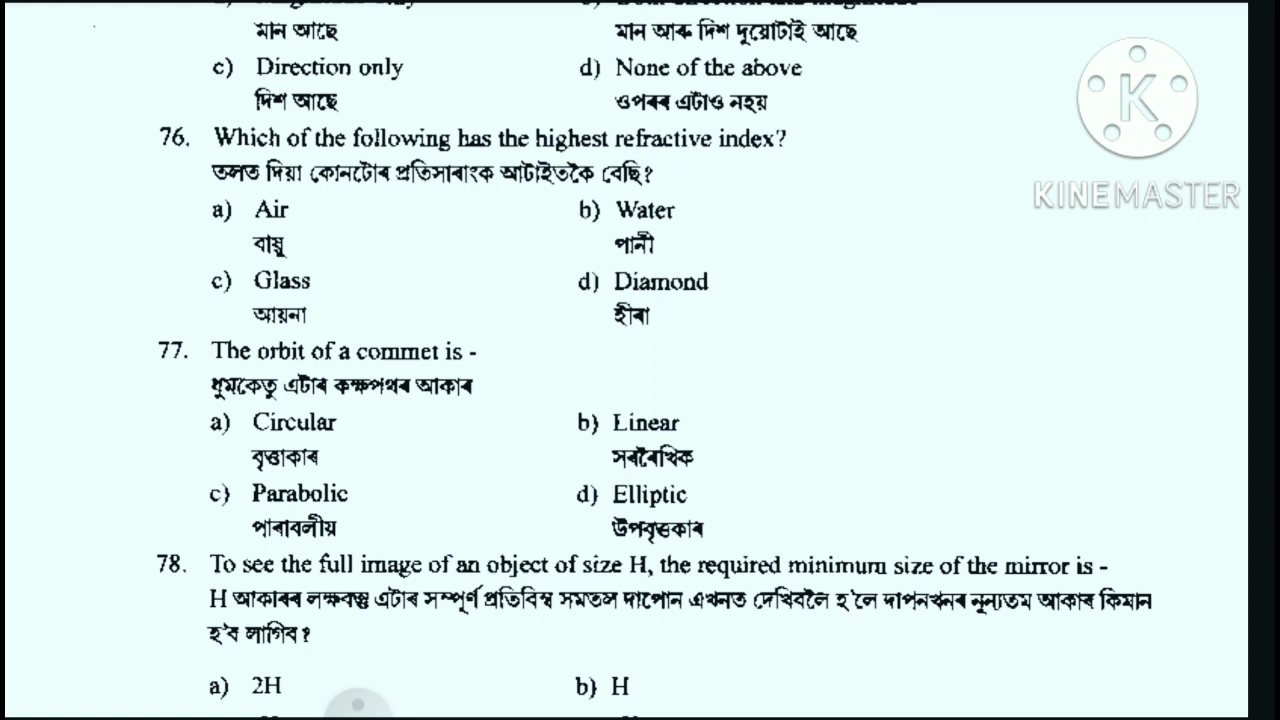 মান আছে
মান আৰু দিশ দুয়োটাই আছে
c) Direction only
d) None of the above
দিশ আছে
ওপৰৰ এটাও নহয়
76. Which of the following has the highest refractive index?
তলত দিয়া কোনটোৰ প্ৰতিসাৰাংক আটাইতকৈ বেছি?
a) Air
b) Water
বায়ু
পানী
c) Glass
d) Diamond
আয়না
হীৰা
77. The orbit of a commet is -
ধুমকেতু এটাৰ কক্ষপথৰ আকাৰ
a) Circular
b) Linear
বৃত্তাকাৰ
সৰৰৈখিক
c) Parabolic
d) Elliptic
পাৰাবলীয়
উপবৃত্তকাৰ
78. To see the full image of an object of size H, the required minimum size of the mirror is -
H আকাৰৰ লক্ষবস্তু এটাৰ সম্পূৰ্ণ প্ৰতিবিম্ব সমতল দাপোন এখনত দেখিবলৈ হ'লে দাপনখনৰ নূন্যতম আকাৰ কিমান
হ'ব লাগিব?
a) 2H
b) H
K
KINEMASTER